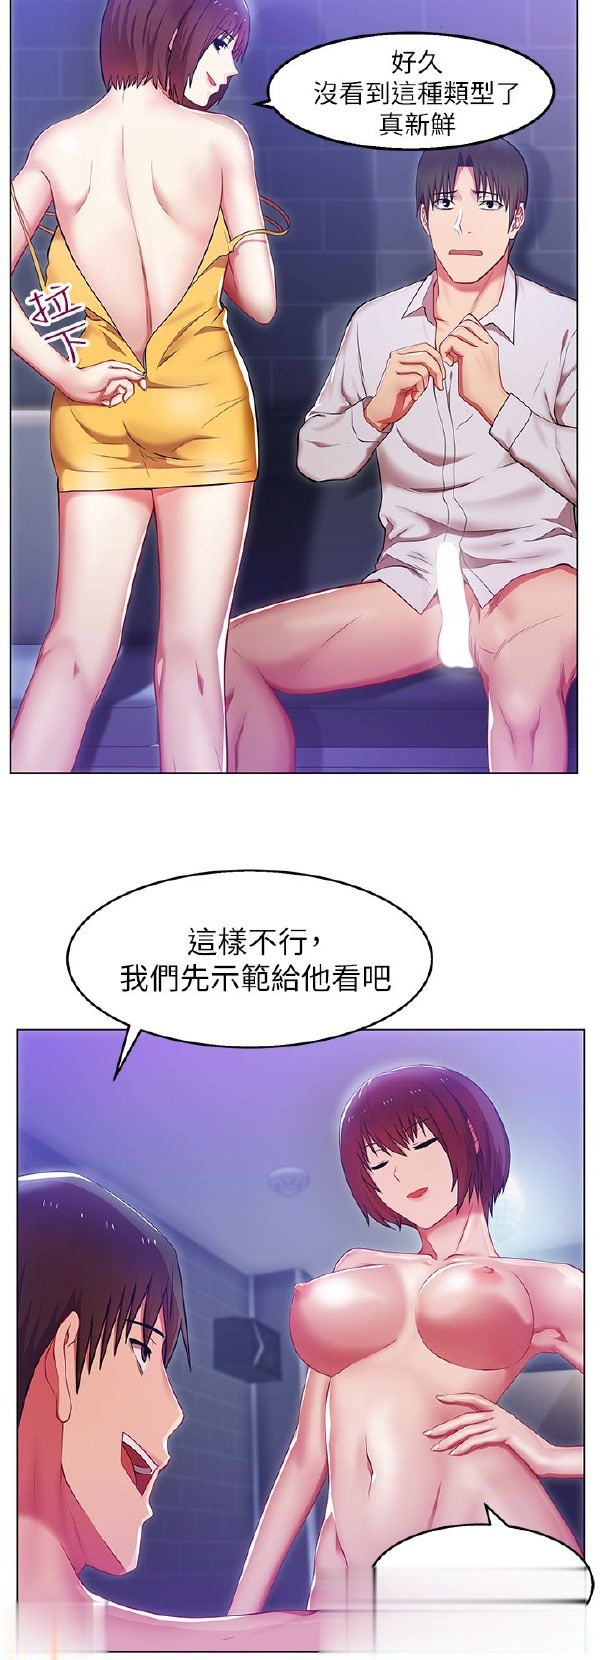 好久
沒看到這種類型了
真新鮮
拉下
這樣不行，
我們先示範給他看吧